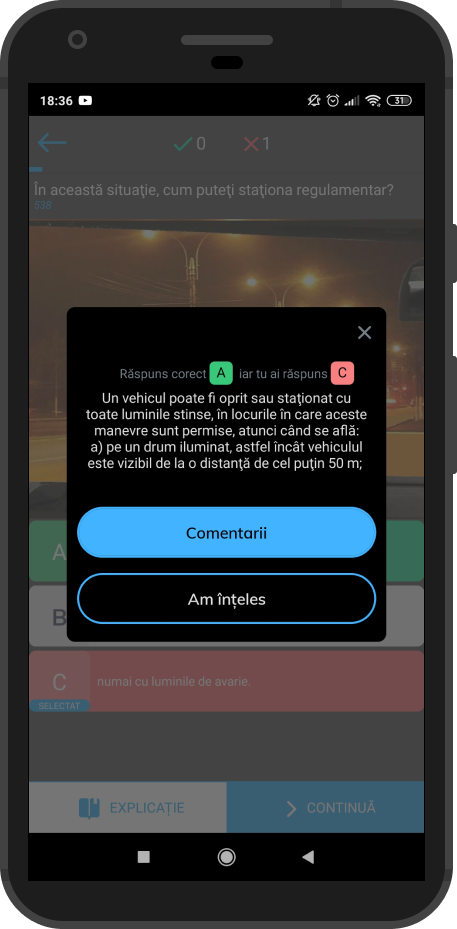 18:36
31
0
1
În această situaţie, cum puteţi staţiona regulamentar?
538
Răspuns corect A iar tu ai răspuns C
Un vehicul poate fi oprit sau staţionat cu
toate luminile stinse, în locurile în care aceste
manevre sunt permise, atunci când se află:
a) pe un drum iluminat, astfel încât vehiculul
este vizibil de la o distanţă de cel puţin 50 m;
Comentarii
Am înțeles
A
B
C
numai cu luminile de avarie.
SELECTAT
EXPLICAȚIE
CONTINUĂ